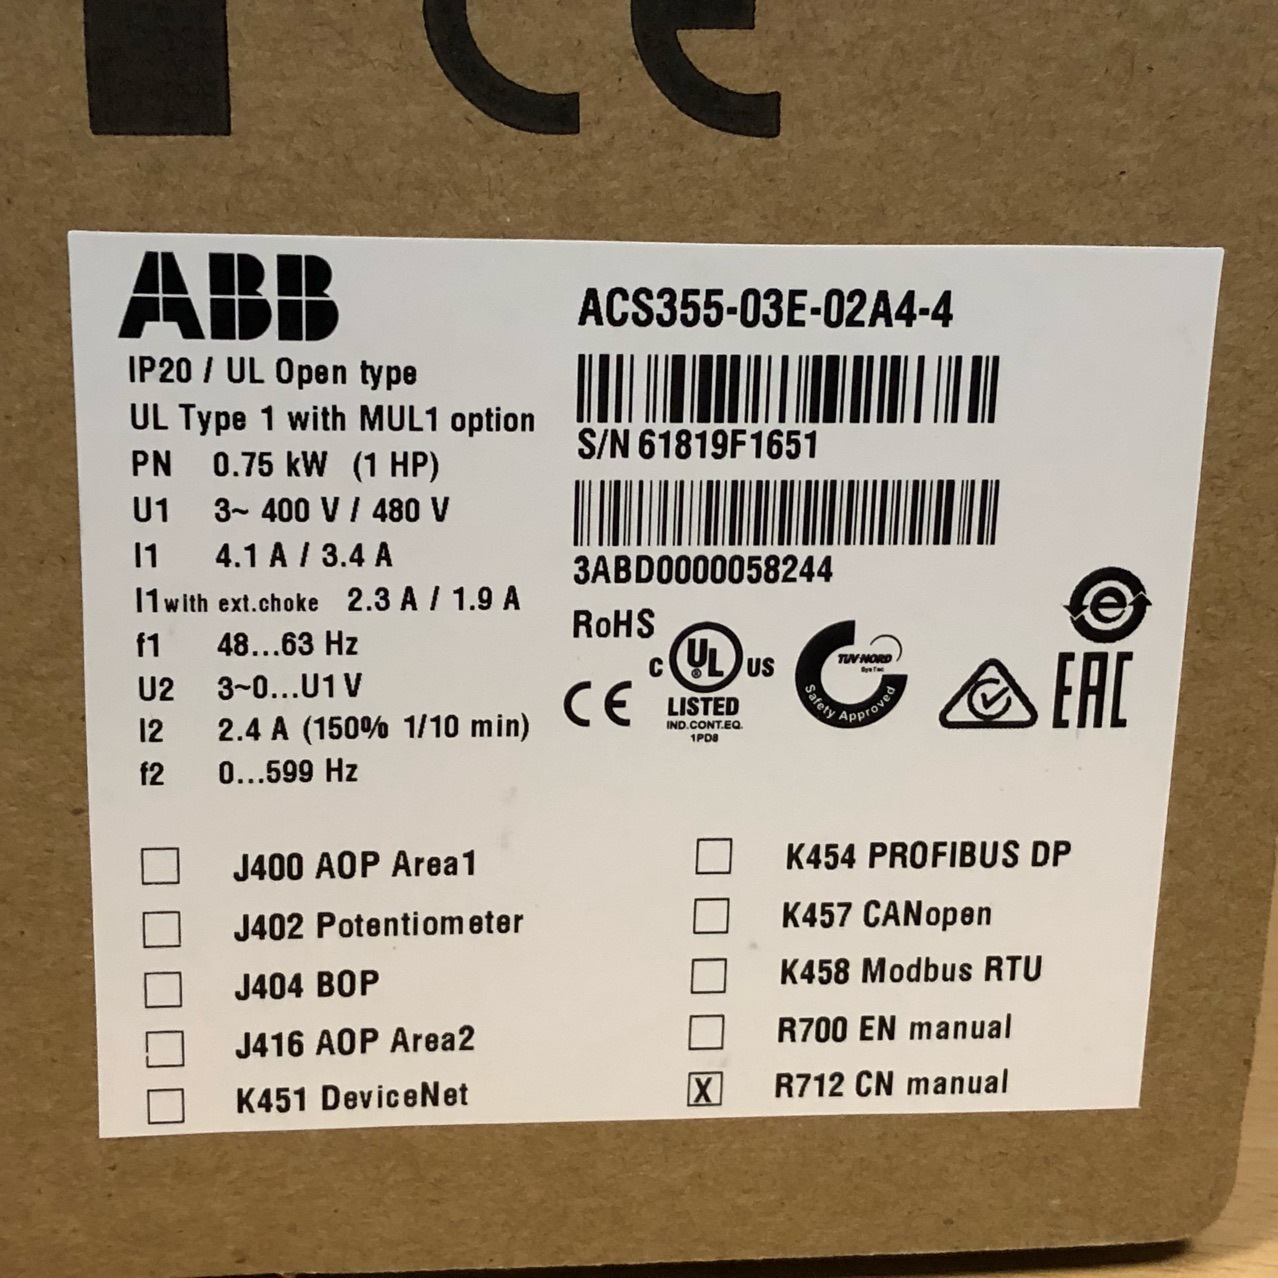 CE
ABB
IP20 / UL Open type
UL Type 1 with MUL1 option
PN 0.75 kW (1 HP)
U1 3~ 400 V / 480 V
I1 4.1 A / 3.4 A
I1with ext.choke 2.3 A / 1.9 A
f1 48...63 Hz
U2 3~0...U1 V
I2 2.4 A (150% 1/10 min)
f2 0...599 Hz
ACS355-03E-02A4-4
S/N 61819F1651
3ABD0000058244
RoHS
C UL US
LISTED
IND.CONT.EQ.
1PD8
CE
TUV NORD
SysTec
Safety Approved
e
EAC
J400 AOP Area1
J402 Potentiometer
J404 BOP
J416 AOP Area2
K451 DeviceNet
K454 PROFIBUS DP
K457 CANopen
K458 Modbus RTU
R700 EN manual
X R712 CN manual